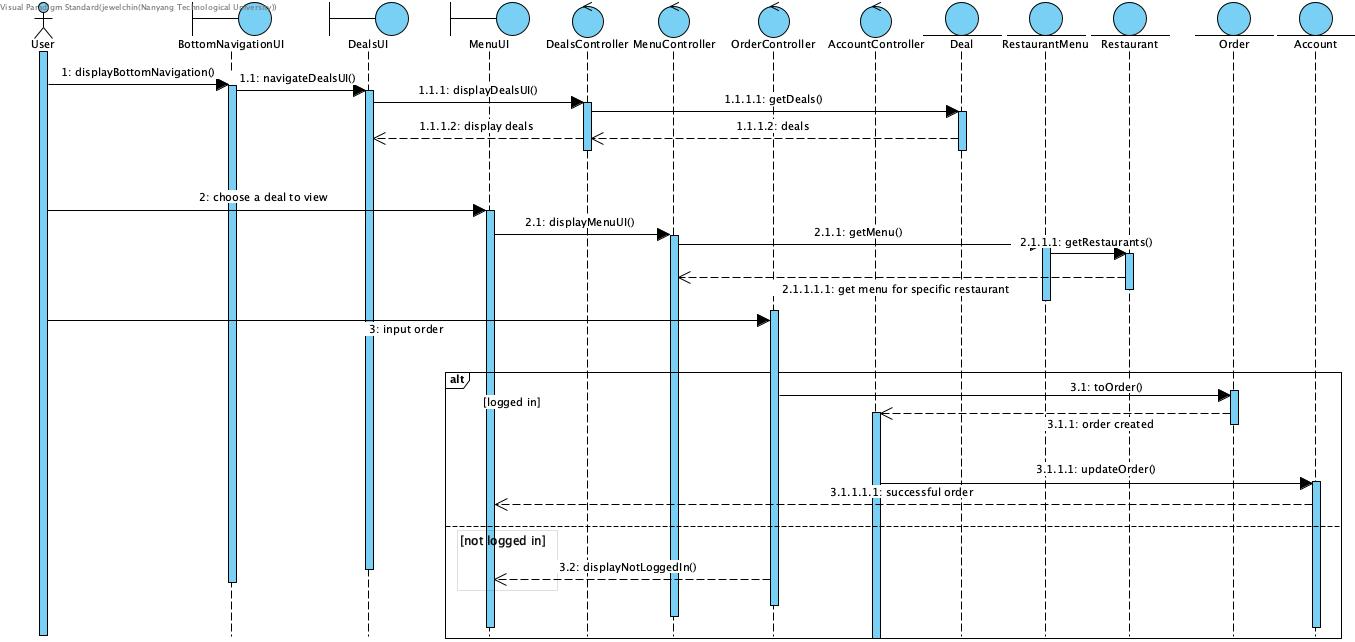 Visual Paradigm Standard(jewelchin(Nanyang Technological University))
User
BottomNavigationUI
DealsUI
MenuUI
DealsController
MenuController
OrderController
AccountController
Deal
RestaurantMenu
Restaurant
Order
Account
1: displayBottomNavigation()
1.1: navigateDealsUI()
1.1.1: displayDealsUI()
1.1.1.1: getDeals()
1.1.1.2: display deals
1.1.1.2: deals
2: choose a deal to view
2.1: displayMenuUI()
2.1.1: getMenu()
2.1.1.1: getRestaurants()
2.1.1.1.1: get menu for specific restaurant
3: input order
alt
[logged in]
3.1: toOrder()
3.1.1: order created
3.1.1.1: updateOrder()
3.1.1.1.1: successful order
[not logged in]
3.2: displayNotLoggedIn()